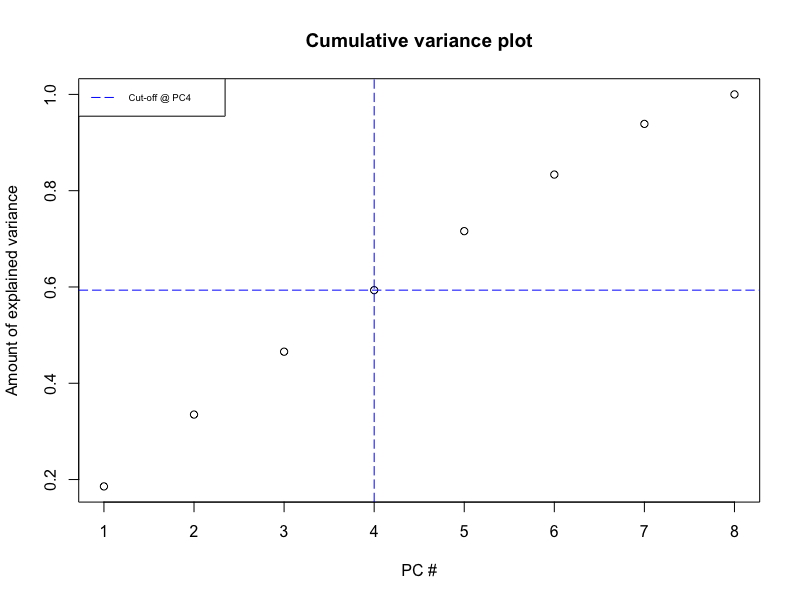 Cumulative variance plot
Cut-off @ PC4
Amount of explained variance
1.0
0.8
0.6
0.4
0.2
1 2 3 4 5 6 7 8
PC #